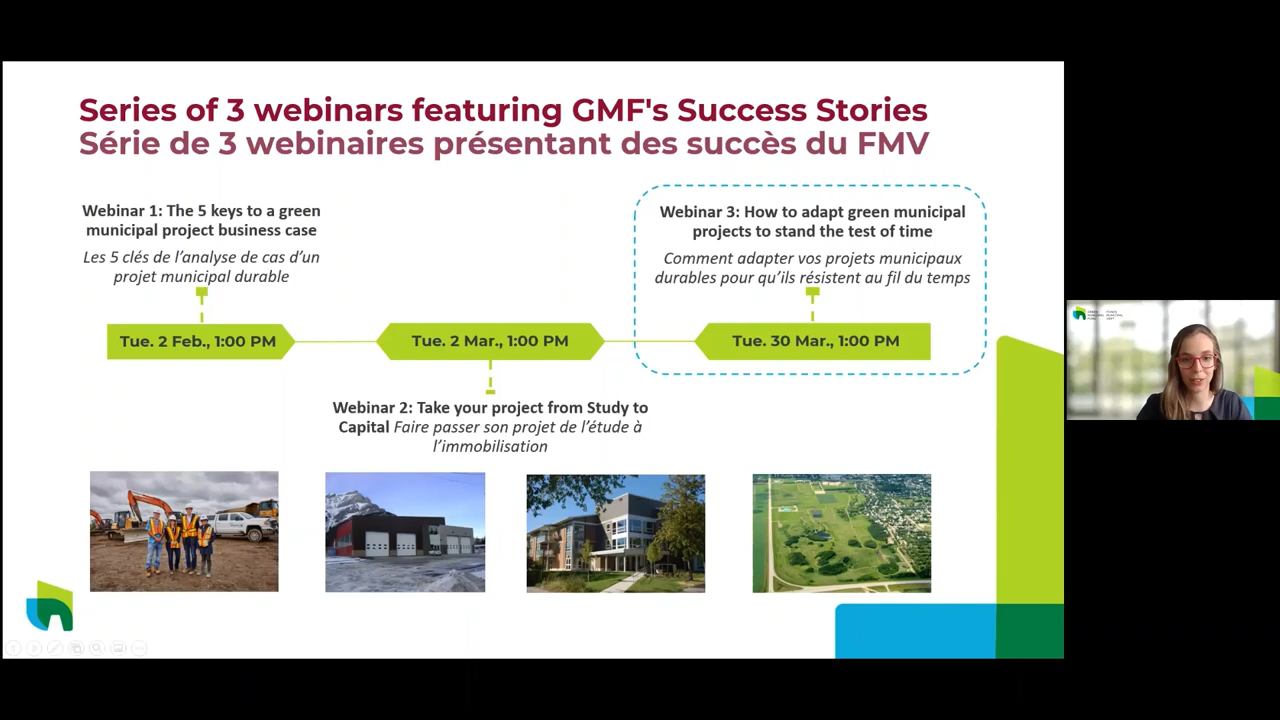 Series of 3 webinars featuring GMF's Success Stories
Série de 3 webinaires présentant des succès du FMV
Webinar 1: The 5 keys to a green
municipal project business case
Les 5 clés de l’analyse de cas d’un
projet municipal durable
Webinar 3: How to adapt green municipal
projects to stand the test of time
Comment adapter vos projets municipaux
durables pour qu’ils résistent au fil du temps
Tue. 2 Feb., 1:00 PM
Tue. 2 Mar., 1:00 PM
Tue. 30 Mar., 1:00 PM
Webinar 2: Take your project from Study to
Capital Faire passer son projet de l’étude à
l’immobilisation